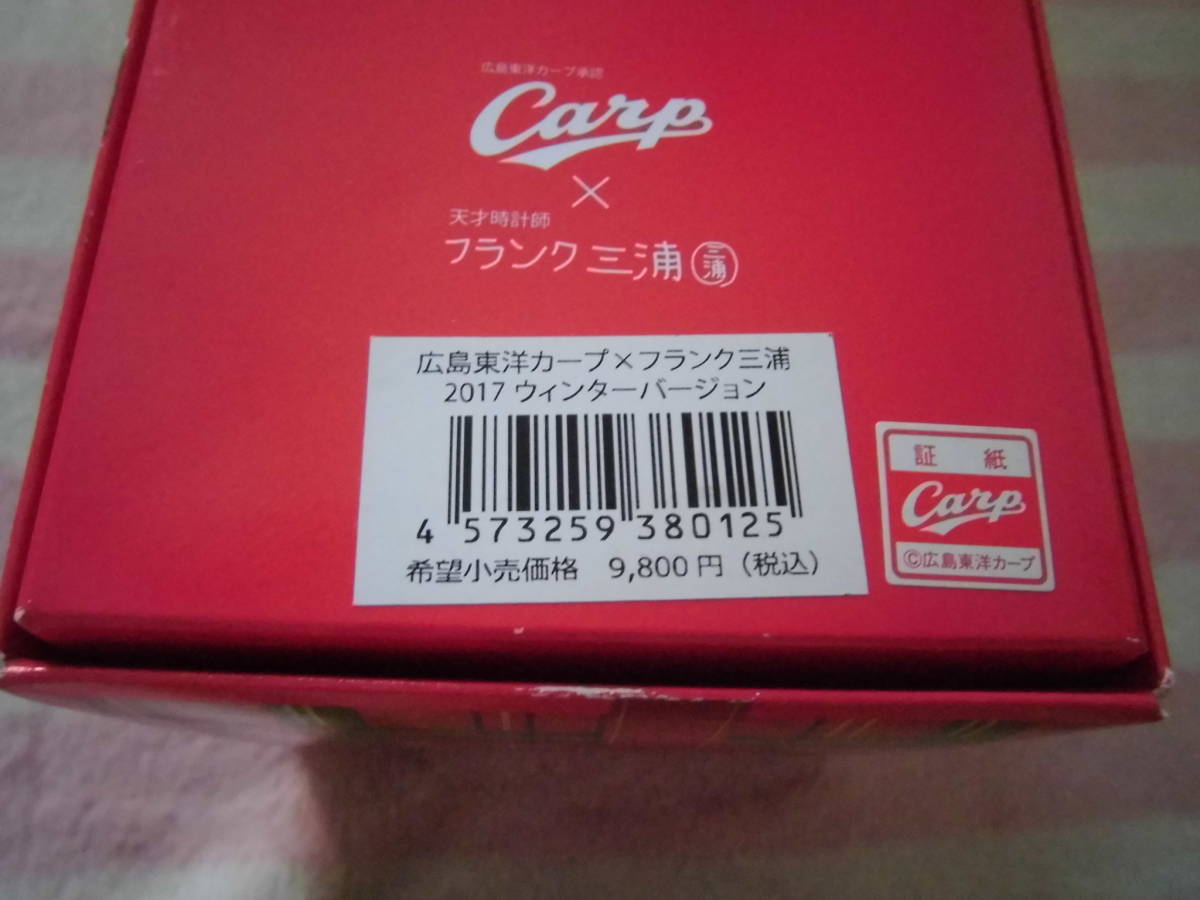 広島東洋カープ承認
Carp
×
天才時計師
フランク三浦 三浦
広島東洋カープ×フランク三浦
2017 ウィンターバージョン
4 573259 380125
希望小売価格 9,800円（税込）
証紙
Carp
©広島東洋カープ